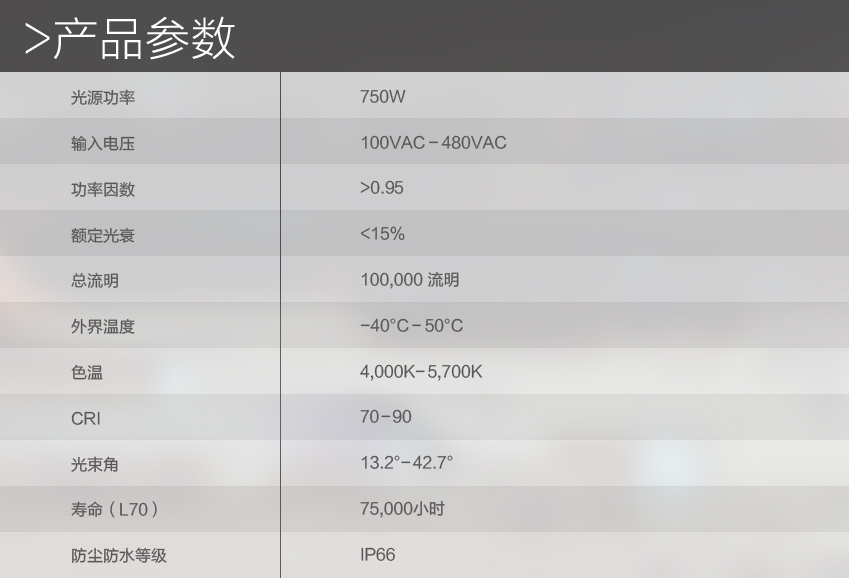 >产品参数
光源功率 750W
输入电压 100VAC－480VAC
功率因数 >0.95
额定光衰 <15%
总流明 100,000 流明
外界温度 −40°C－50°C
色温 4,000K−5,700K
CRI 70−90
光束角 13.2°−42.7°
寿命（L70） 75,000小时
防尘防水等级 IP66